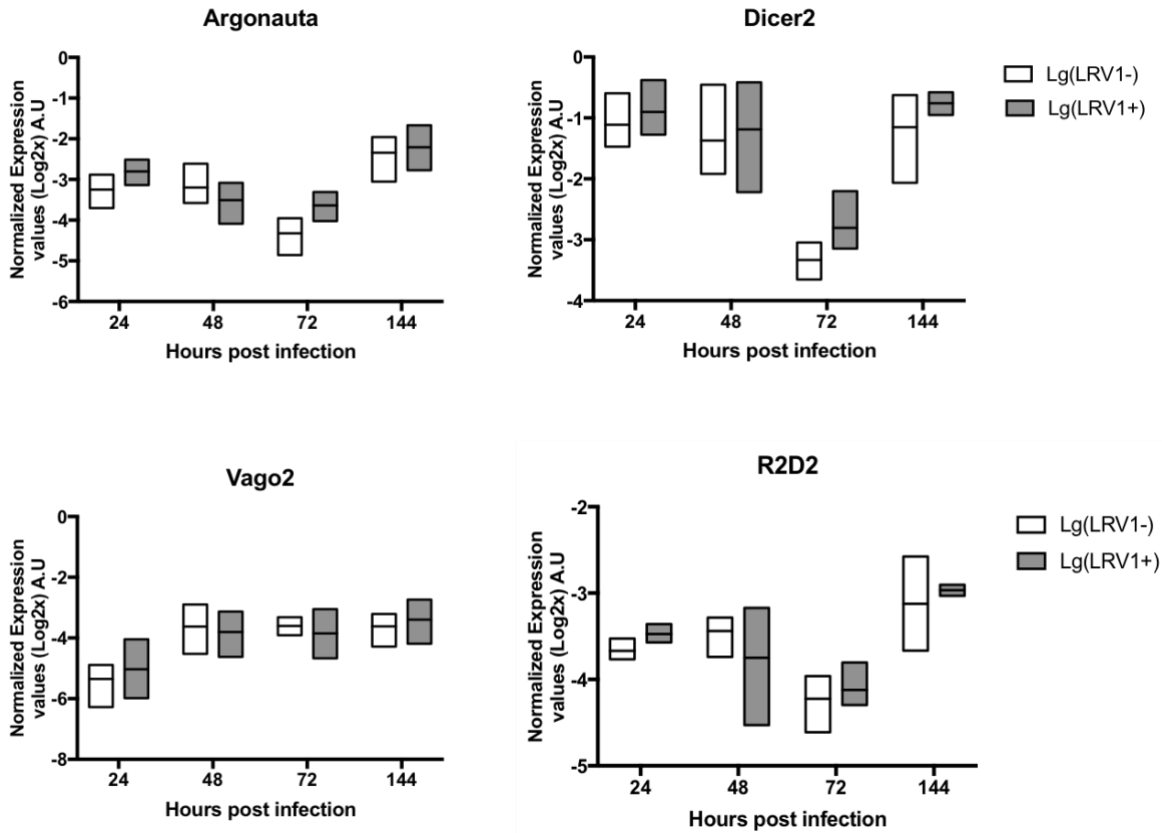 Argonauta
Normalized Expression
values (Log2x) A.U
0
-1
-2
-3
-4
-5
-6
24 48 72 144
Hours post infection
Dicer2
Normalized Expression
values (Log2x) A.U
0
-1
-2
-3
-4
24 48 72 144
Hours post infection
Lg(LRV1-)
Lg(LRV1+)
Vago2
Normalized Expression
values (Log2x) A.U
0
-2
-4
-6
-8
24 48 72 144
Hours post infection
R2D2
Normalized Expression
values (Log2x) A.U
-2
-3
-4
-5
24 48 72 144
Hours post infection
Lg(LRV1-)
Lg(LRV1+)